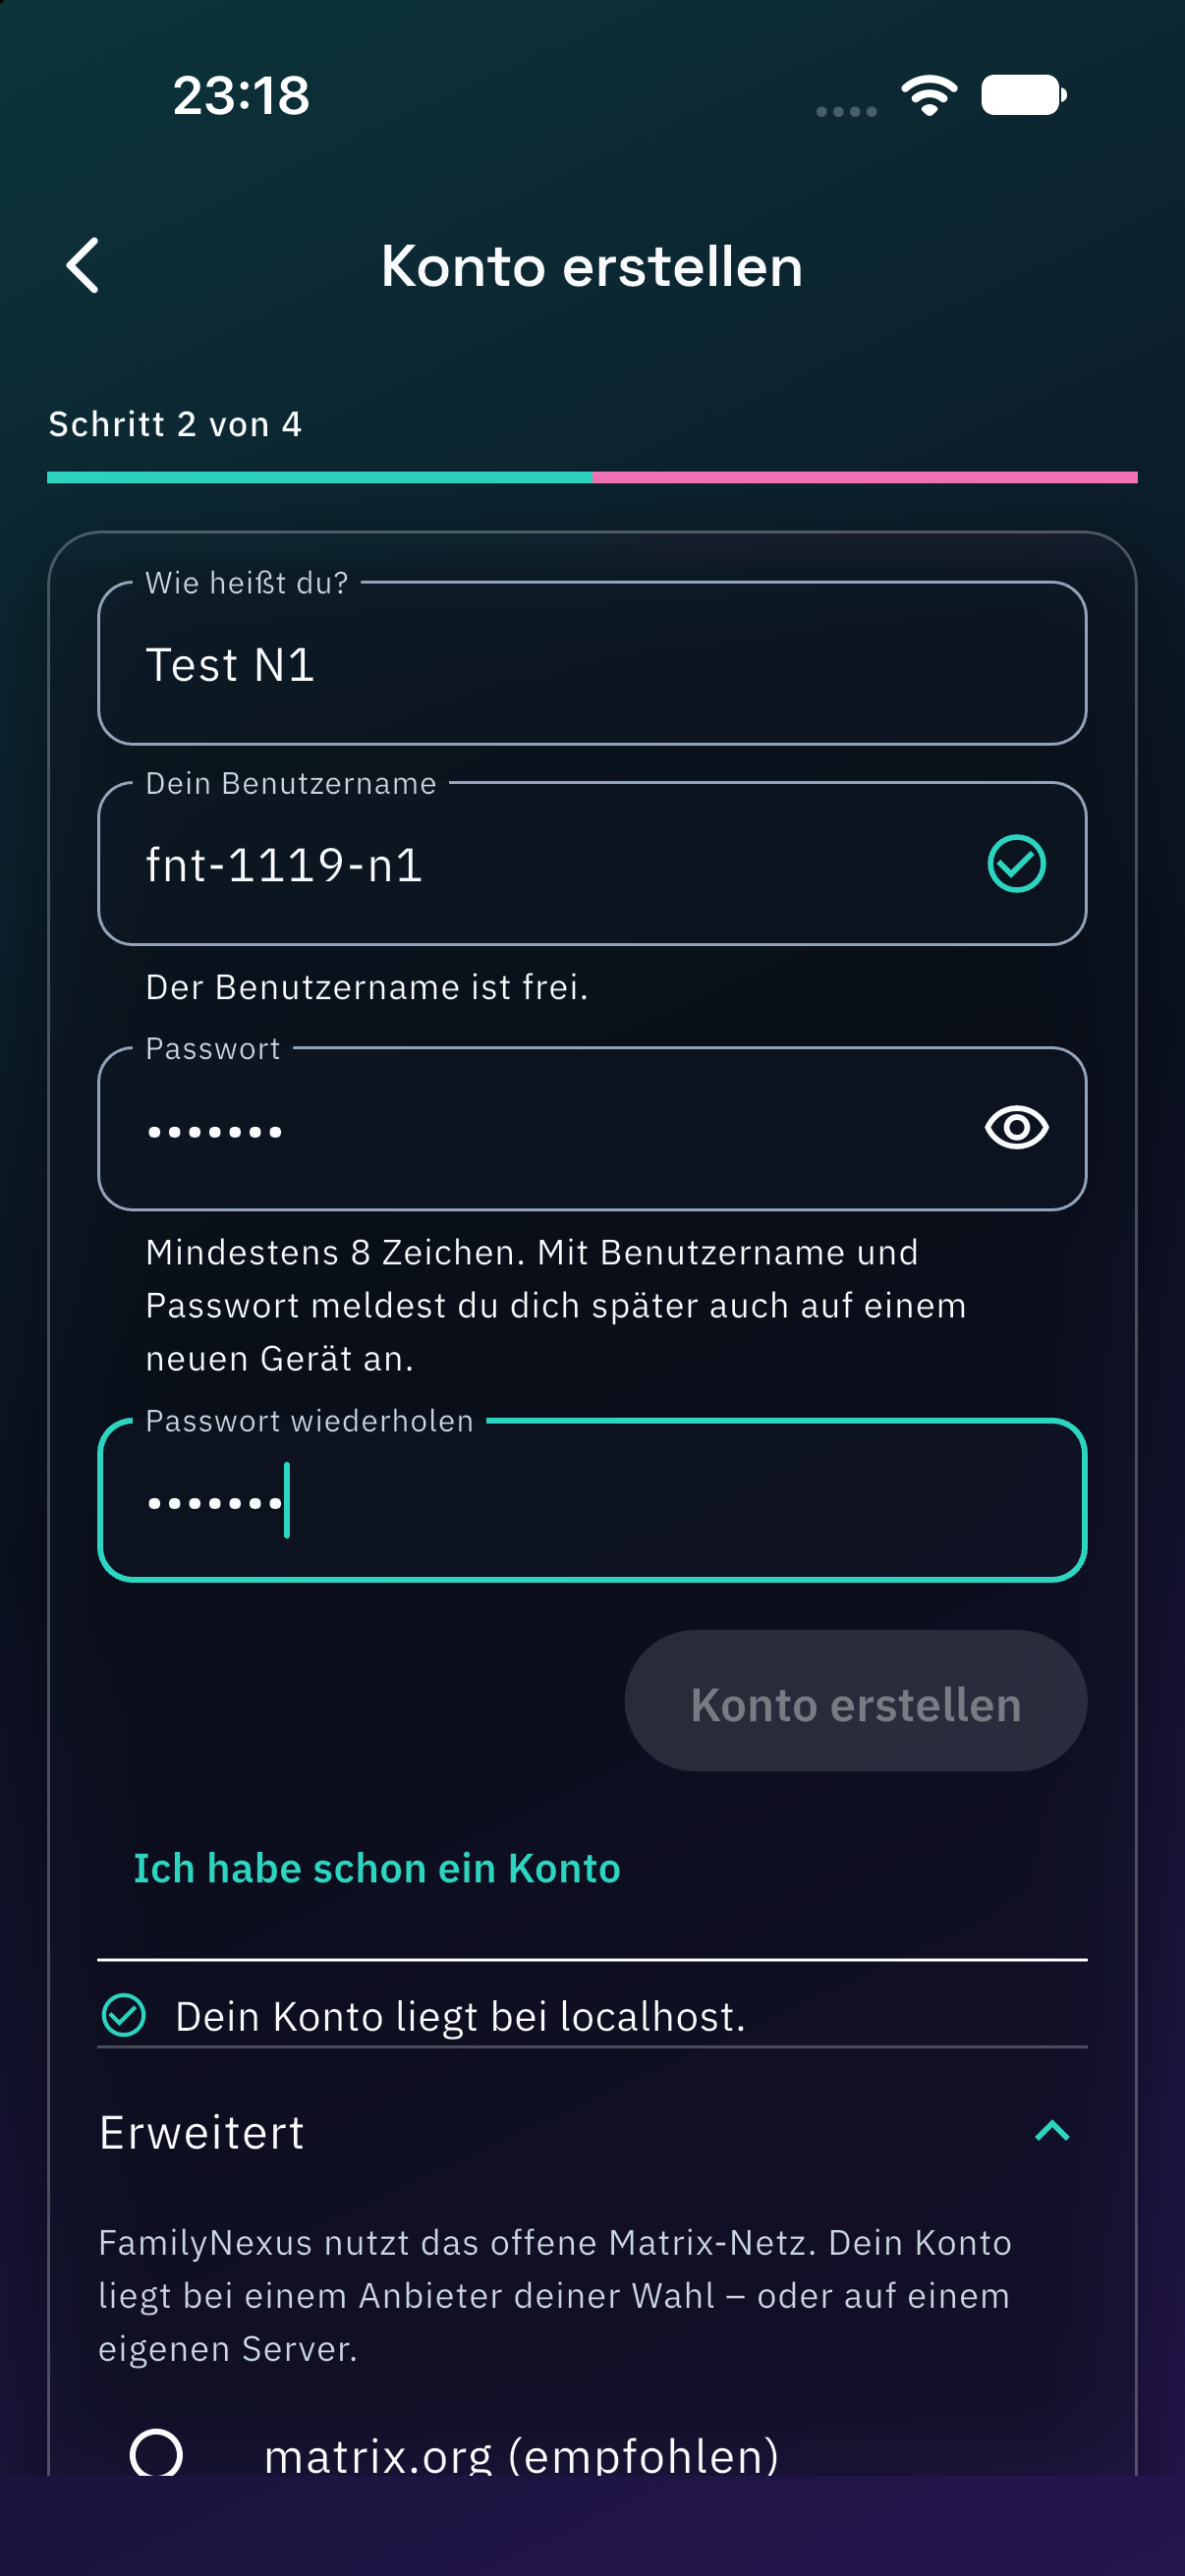 23:18
Konto erstellen
Schritt 2 von 4
Wie heißt du?
Test N1
Dein Benutzername
fnt-1119-n1
Der Benutzername ist frei.
Passwort
•••••••
Mindestens 8 Zeichen. Mit Benutzername und
Passwort meldest du dich später auch auf einem
neuen Gerät an.
Passwort wiederholen
•••••••
Konto erstellen
Ich habe schon ein Konto
Dein Konto liegt bei localhost.
Erweitert
FamilyNexus nutzt das offene Matrix-Netz. Dein Konto
liegt bei einem Anbieter deiner Wahl – oder auf einem
eigenen Server.
matrix.org (empfohlen)